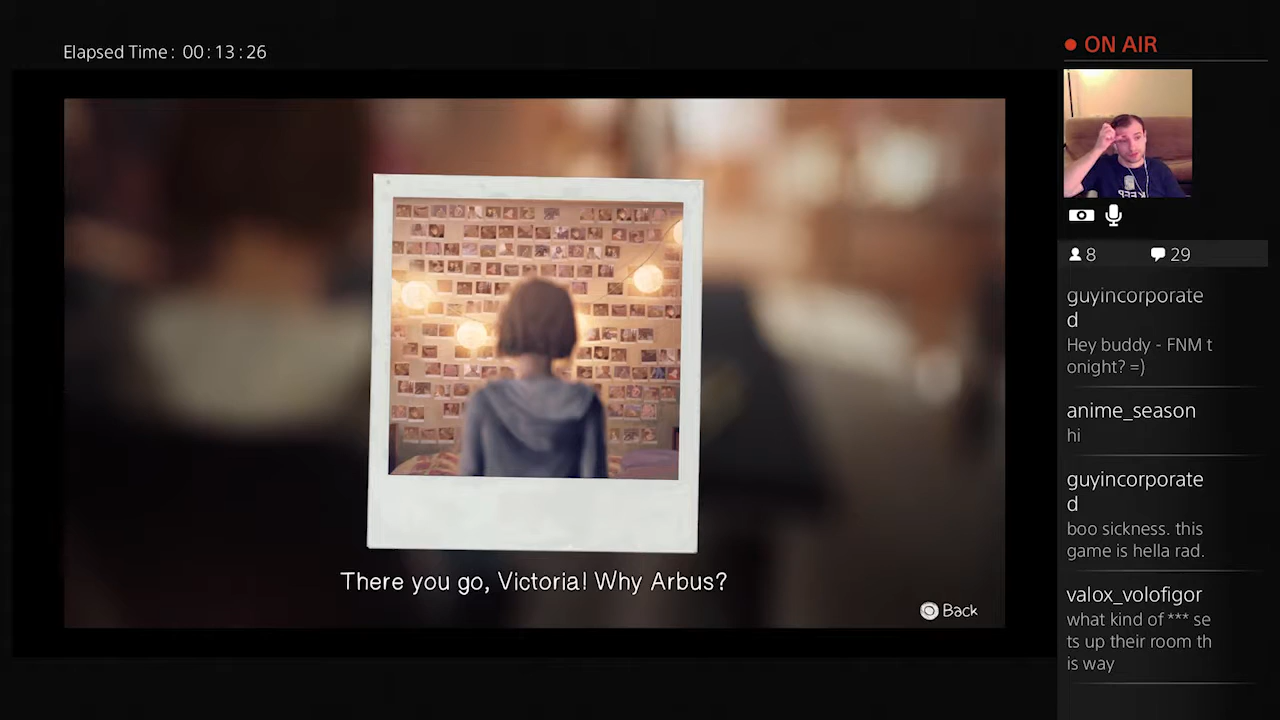 Elapsed Time: 00:13:26
ON AIR
KEEP
8 29
guyincorporate
d
Hey buddy - FNM t
onight? =)
anime_season
hi
guyincorporate
d
boo sickness. this
game is hella rad.
valox_volofigor
what kind of *** se
ts up their room th
is way
There you go, Victoria! Why Arbus?
Back